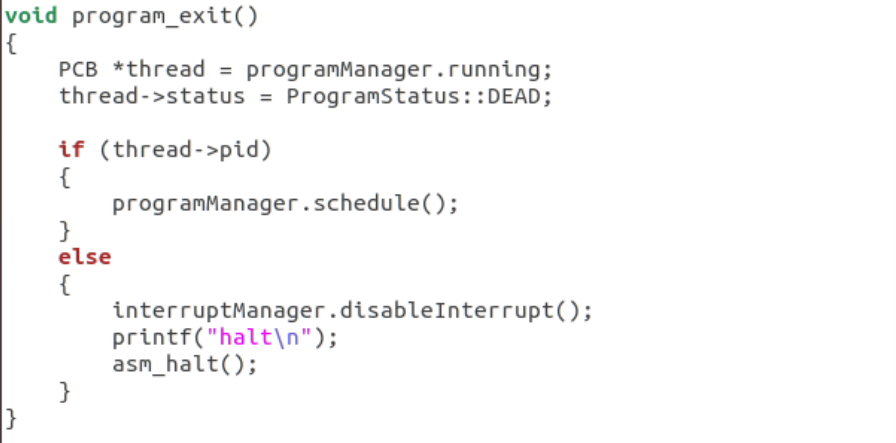 void program_exit()
{
    PCB *thread = programManager.running;
    thread->status = ProgramStatus::DEAD;

    if (thread->pid)
    {
        programManager.schedule();
    }
    else
    {
        interruptManager.disableInterrupt();
        printf("halt\n");
        asm_halt();
    }
}